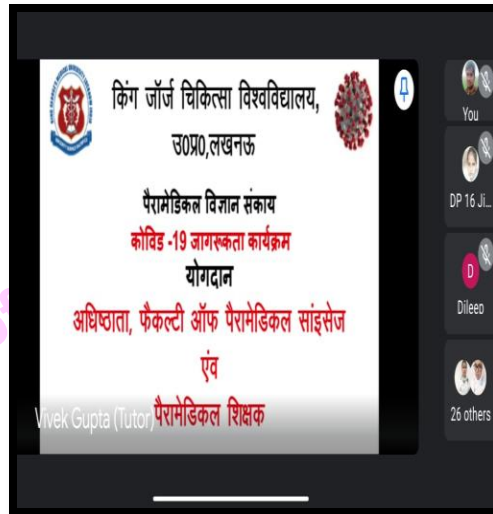 किंग जॉर्ज चिकित्सा विश्वविद्यालय,
उ0प्र0,लखनऊ
पैरामेडिकल विज्ञान संकाय
कोविड -19 जागरूकता कार्यक्रम
योगदान
अधिष्ठाता, फैकल्टी ऑफ पैरामेडिकल सांइसेज
एंव
पैरामेडिकल शिक्षक
Vivek Gupta (Tutor)
You
DP 16 Ji...
D
Dileep
26 others